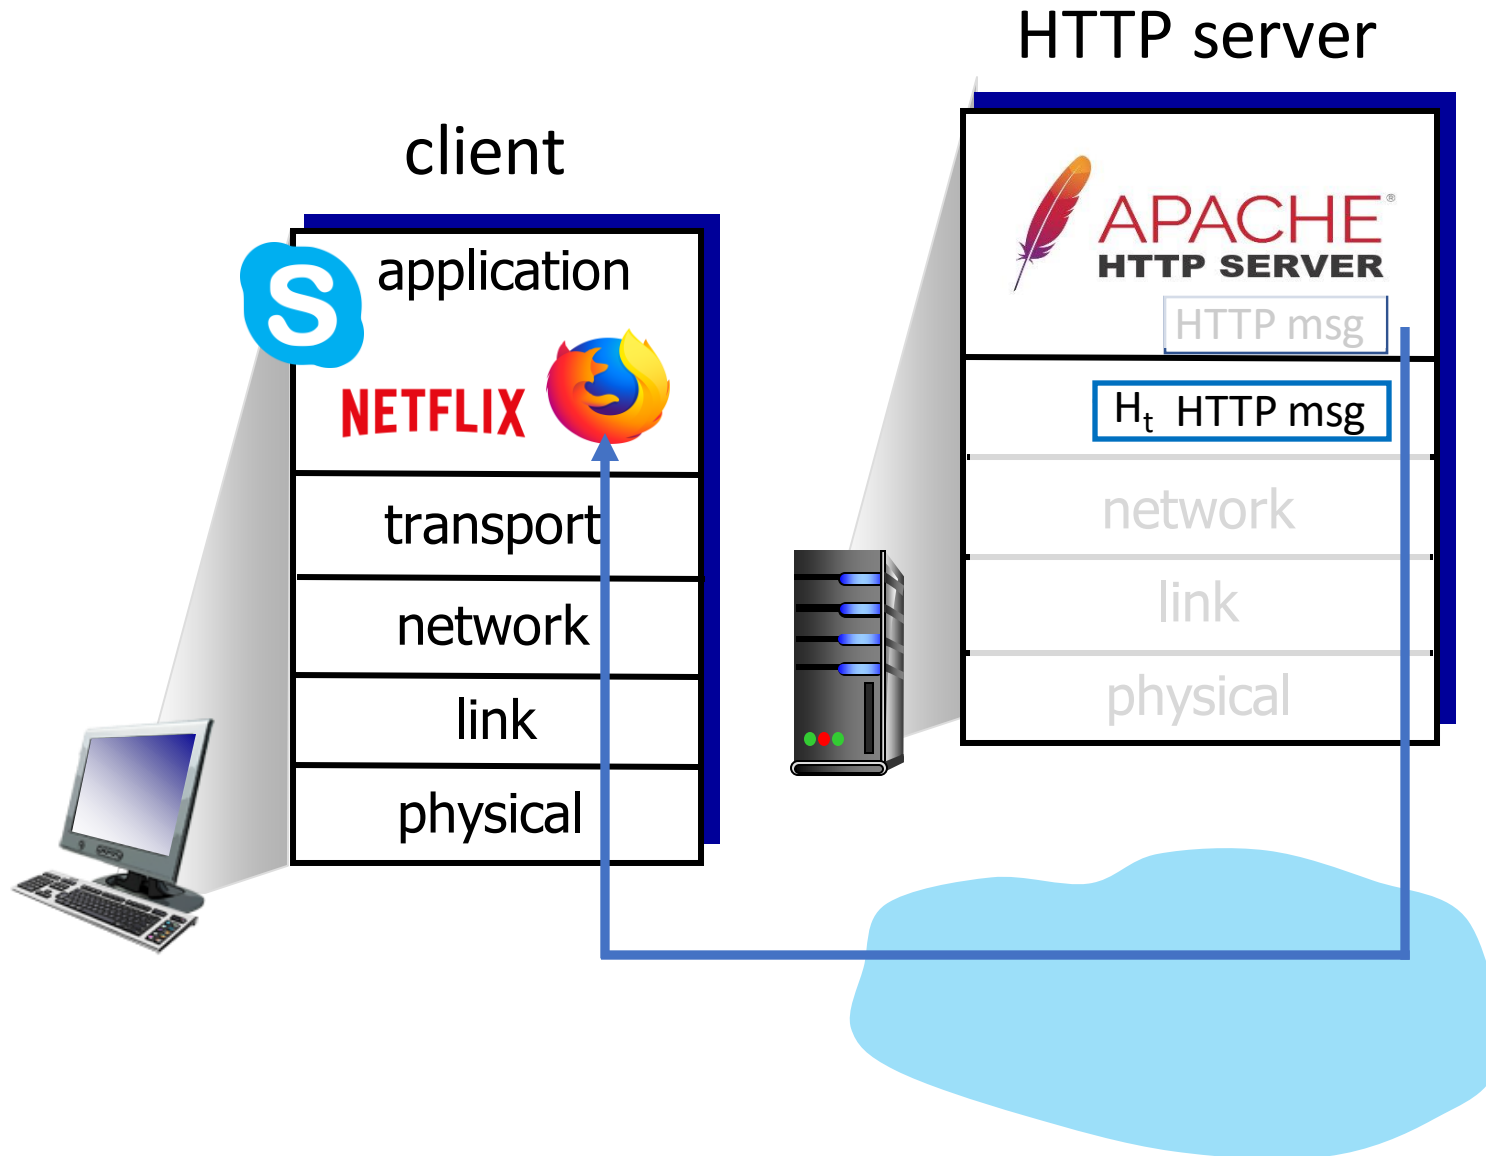 HTTP server
client
APACHE®
HTTP SERVER
HTTP msg
Ht HTTP msg
network
link
physical
S
application
NETFLIX
transport
network
link
physical